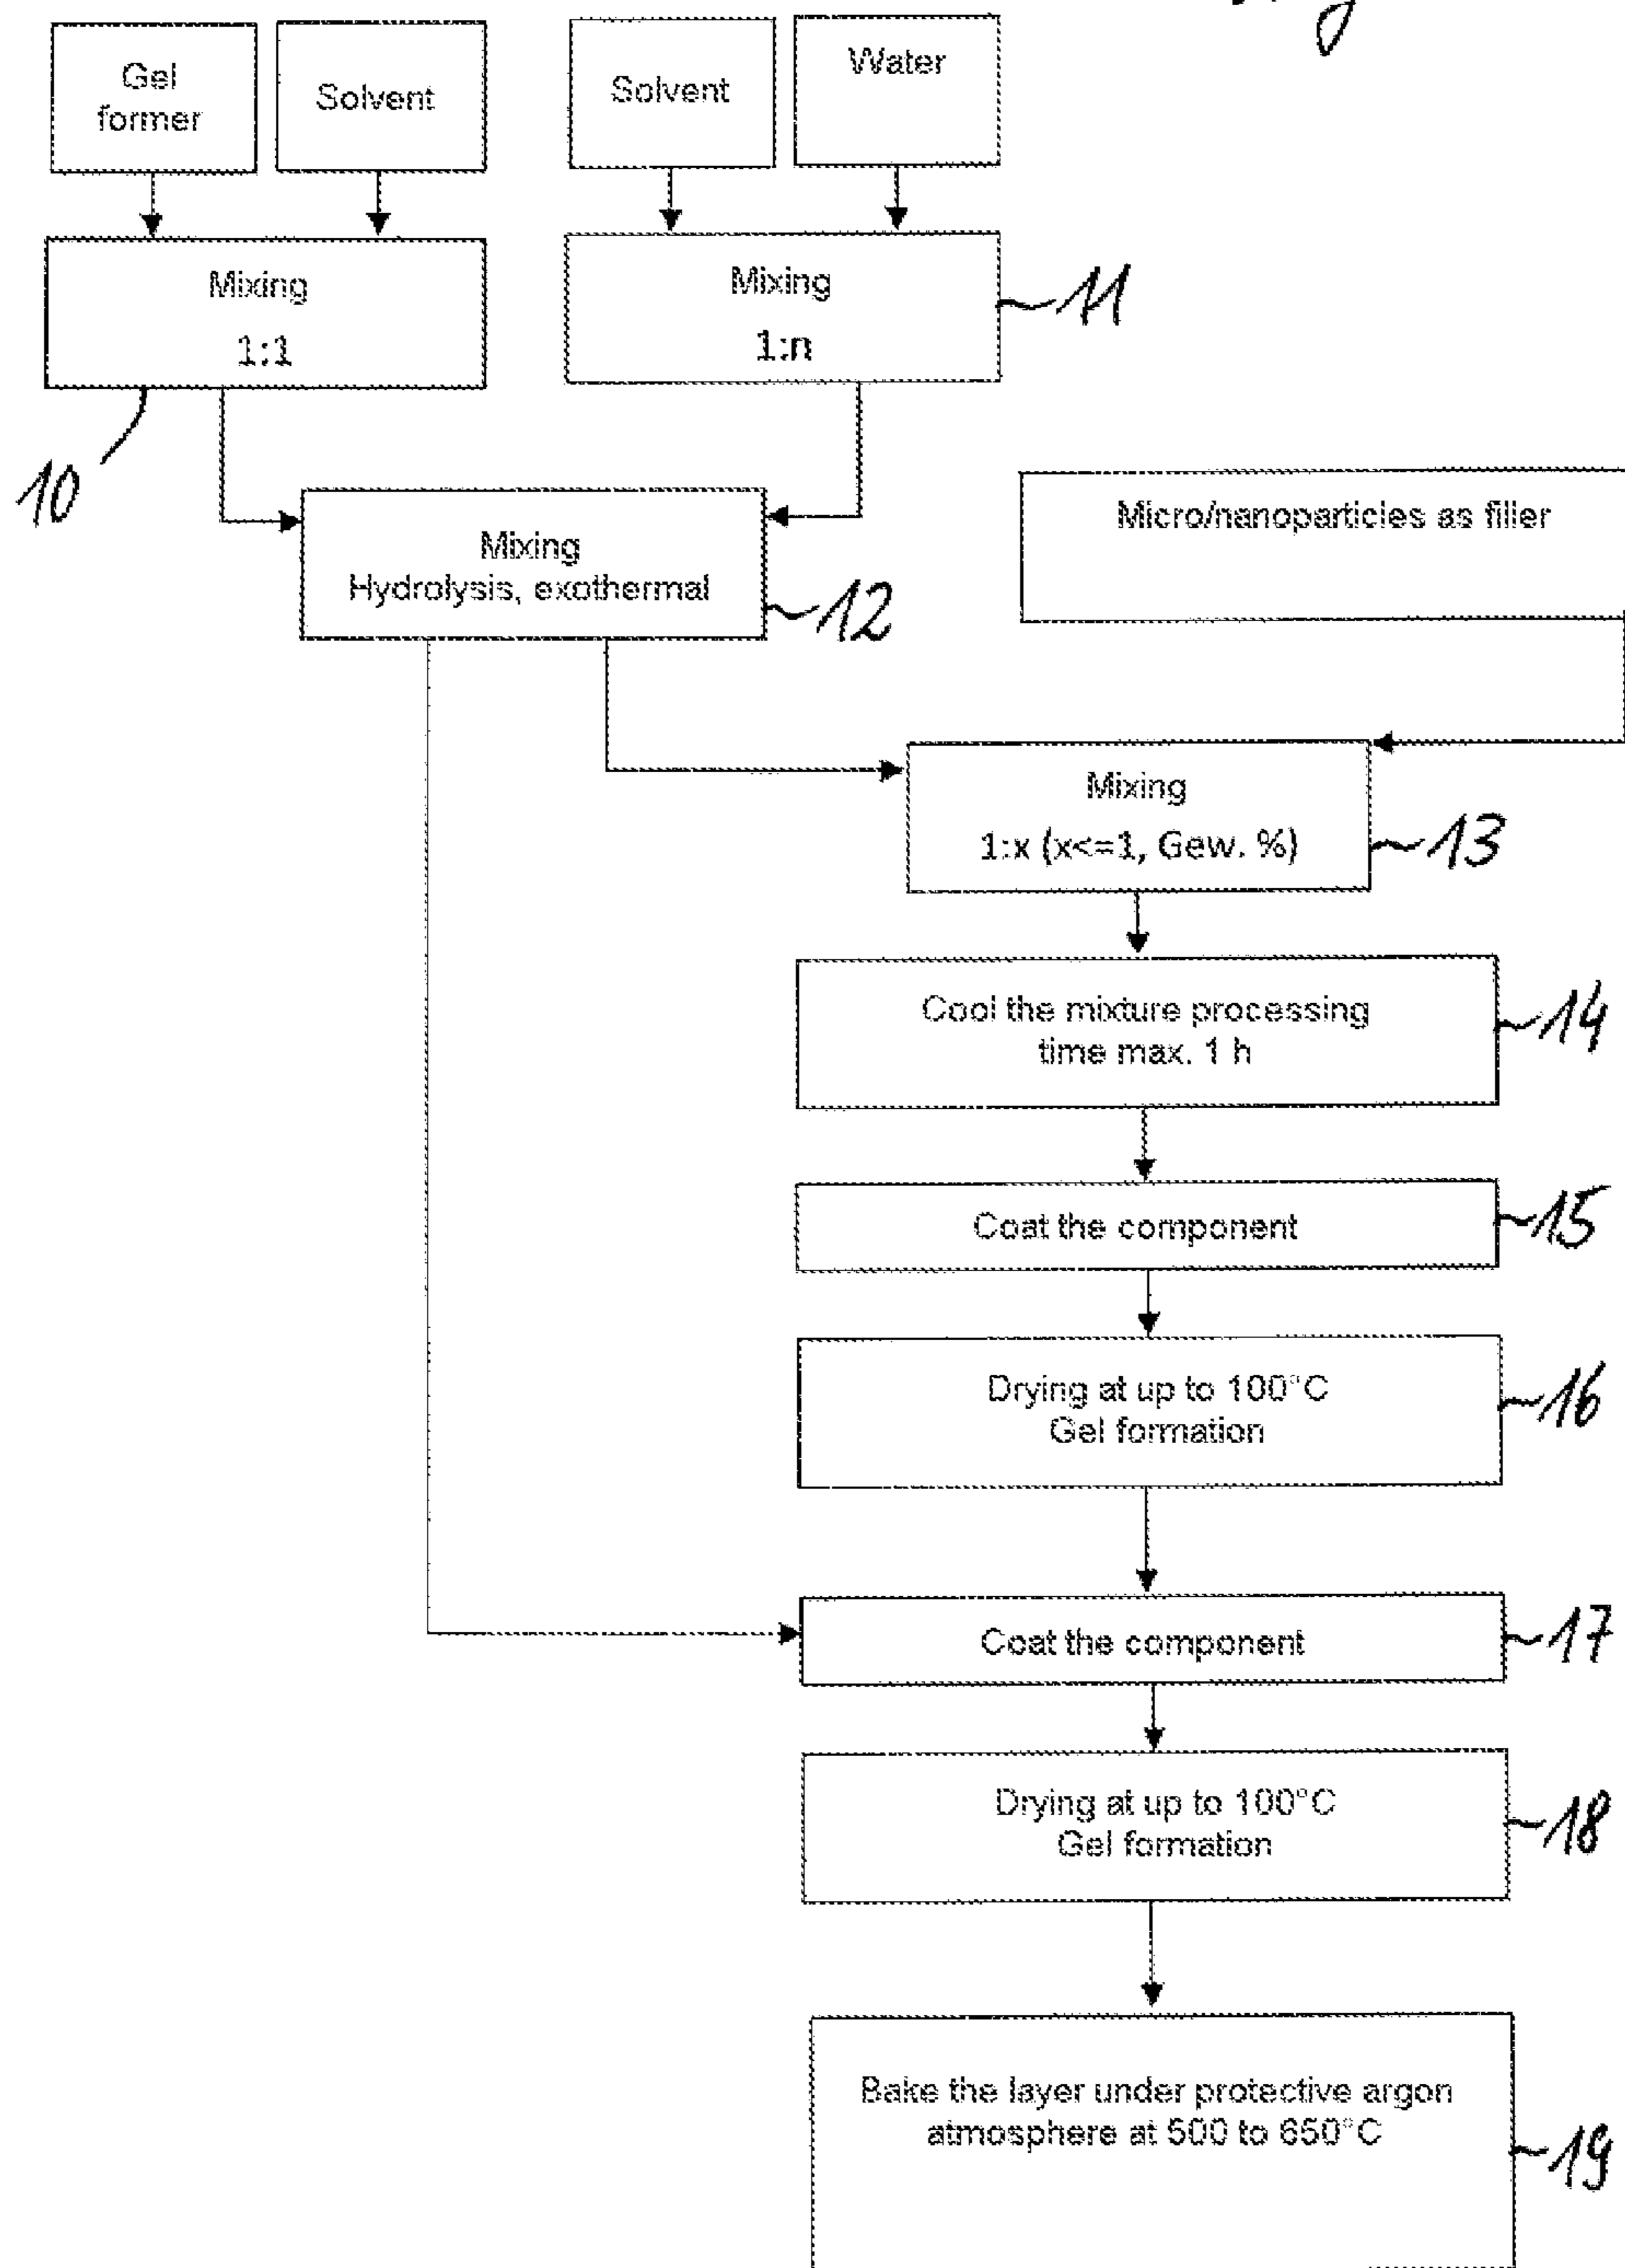 Gel
former
Solvent
Solvent
Water
Mixing
1:1
Mixing
1:n
11
10
Mixing
Hydrolysis, exothermal
12
Micro/nanoparticles as filler
Mixing
1:x (x<=1, Gew. %)
13
Cool the mixture processing
time max. 1 h
14
Coat the component
15
Drying at up to 100°C
Gel formation
16
Coat the component
17
Drying at up to 100°C
Gel formation
18
Bake the layer under protective argon
atmosphere at 500 to 650°C
19